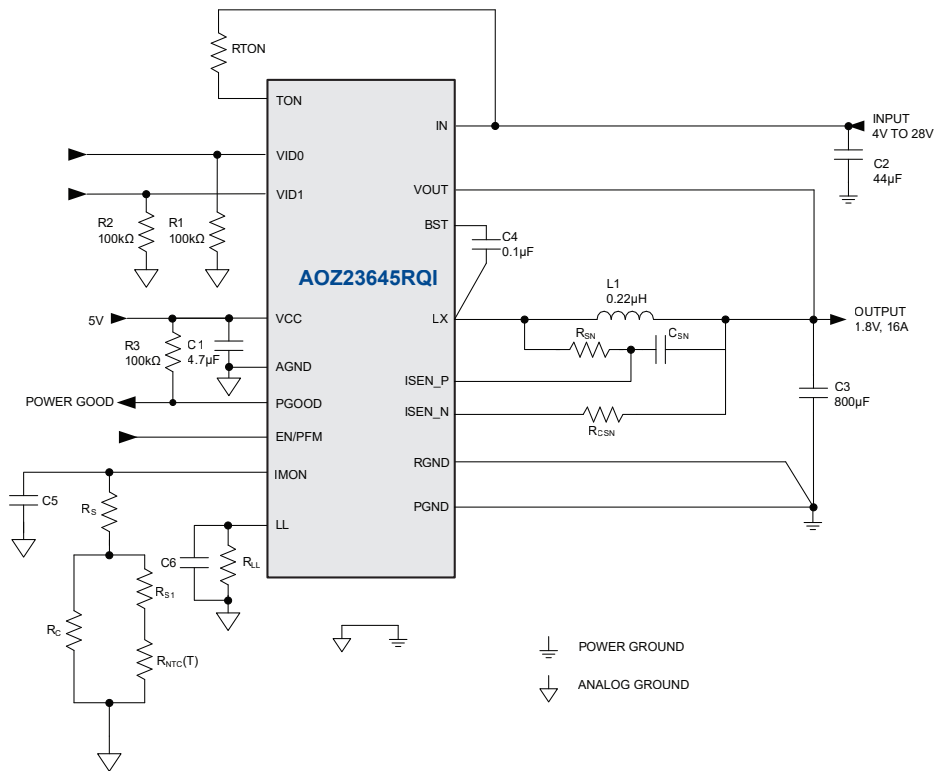 RTON
TON
IN
INPUT
4V TO 28V
VID0
C2
44µF
VOUT
VID1
R2
100kΩ
R1
100kΩ
BST
C4
0.1µF
AOZ23645RQI
L1
0.22µH
5V
VCC
LX
OUTPUT
1.8V, 16A
R3
100kΩ
C1
4.7µF
RSN
CSN
AGND
ISEN_P
C3
800µF
POWER GOOD
PGOOD
ISEN_N
RCSN
EN/PFM
RGND
IMON
C5
RS
PGND
LL
C6
RLL
RS1
RC
RNTC(T)
POWER GROUND
ANALOG GROUND